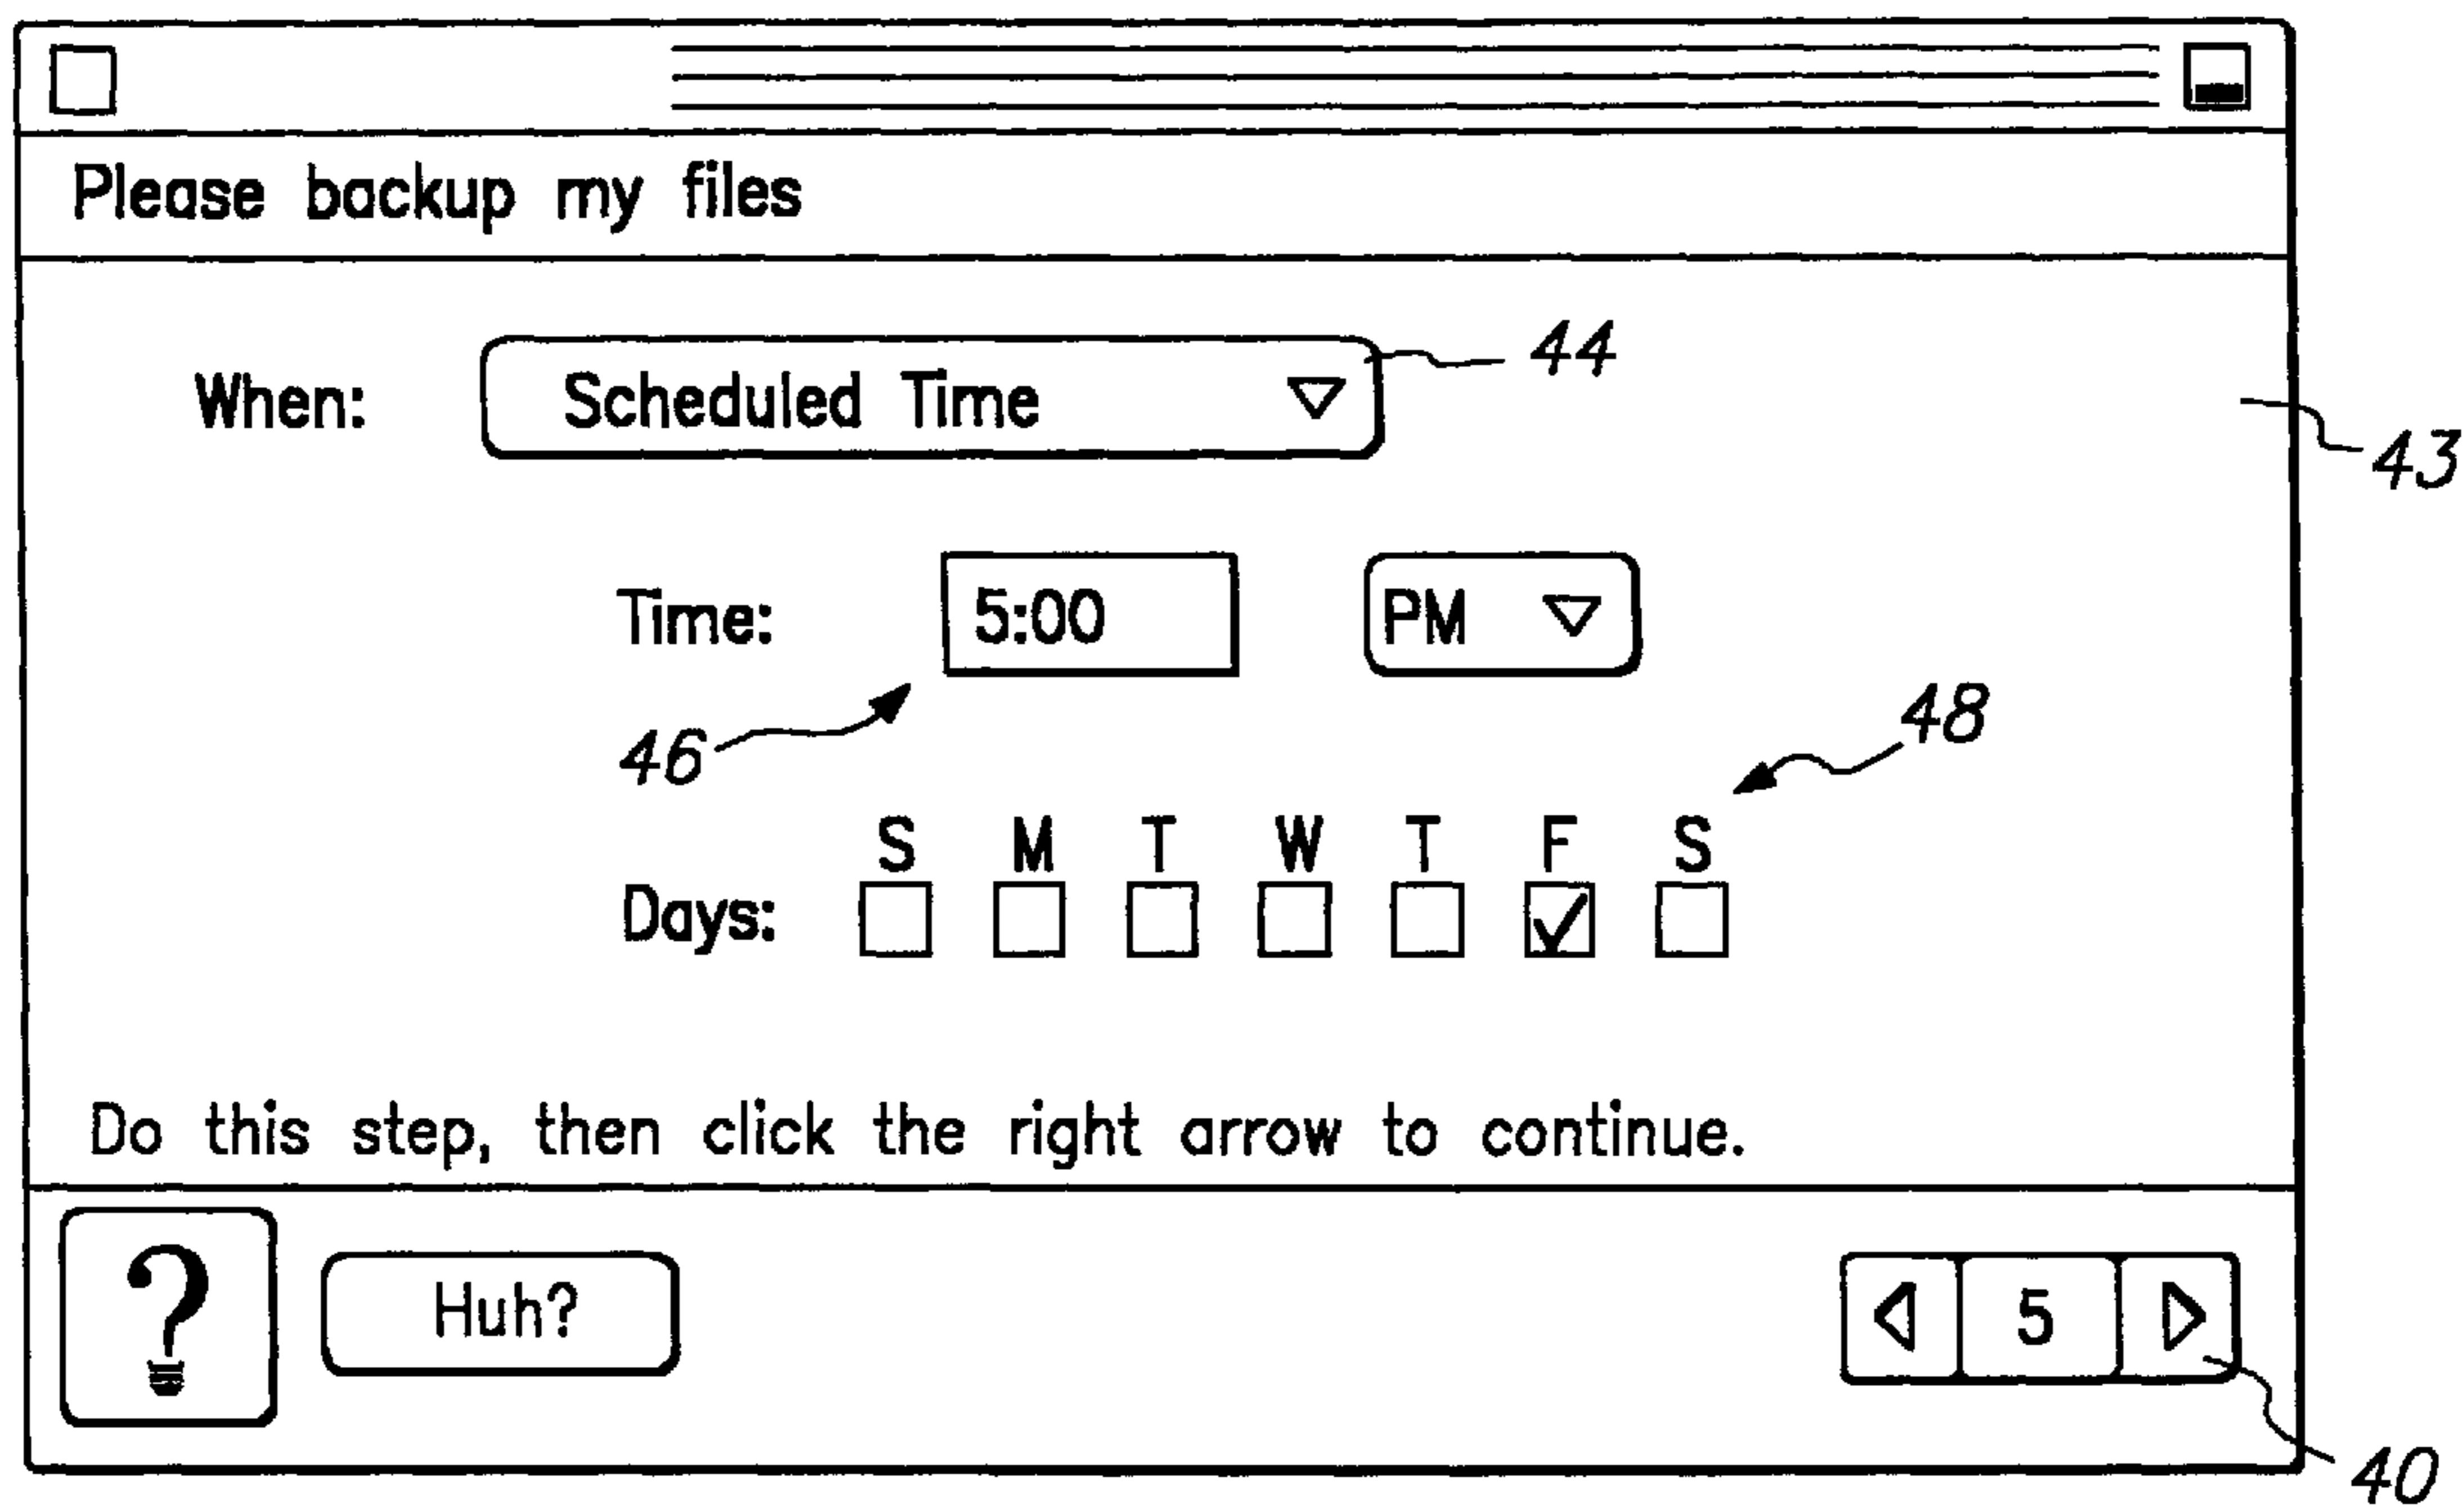 Please backup my files
When: Scheduled Time 44
43
Time: 5:00 PM
46 48
S M T W T F S
Days:
Do this step, then click the right arrow to continue.
? Huh? 5
40